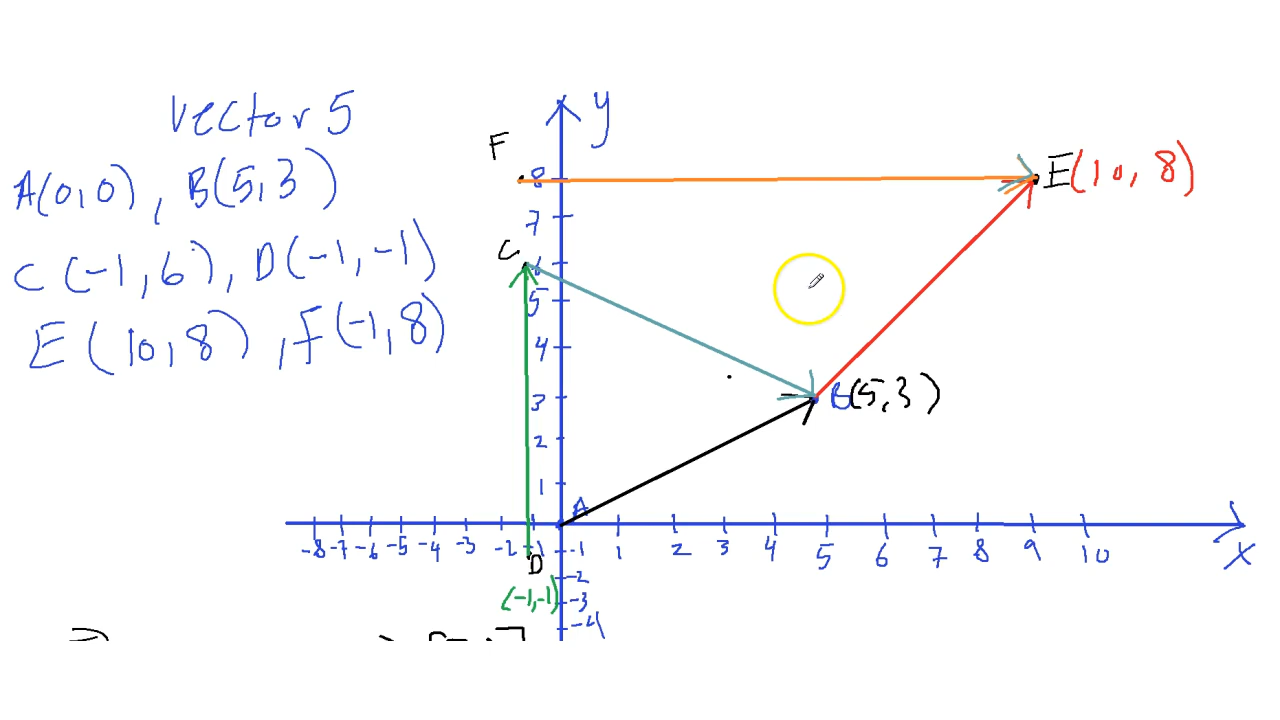 vector 5
A(0,0), B(5,3)
C(-1,6), D(-1,-1)
E(10,8), F(-1,8)
y
F
8
E(10, 8)
7
C
6
5
4
3
B(5,3)
2
1
A
-8 -7 -6 -5 -4 -3 -2 -1 -1 1 2 3 4 5 6 7 8 9 10
x
D
-2
(-1,-1)
-3
-4